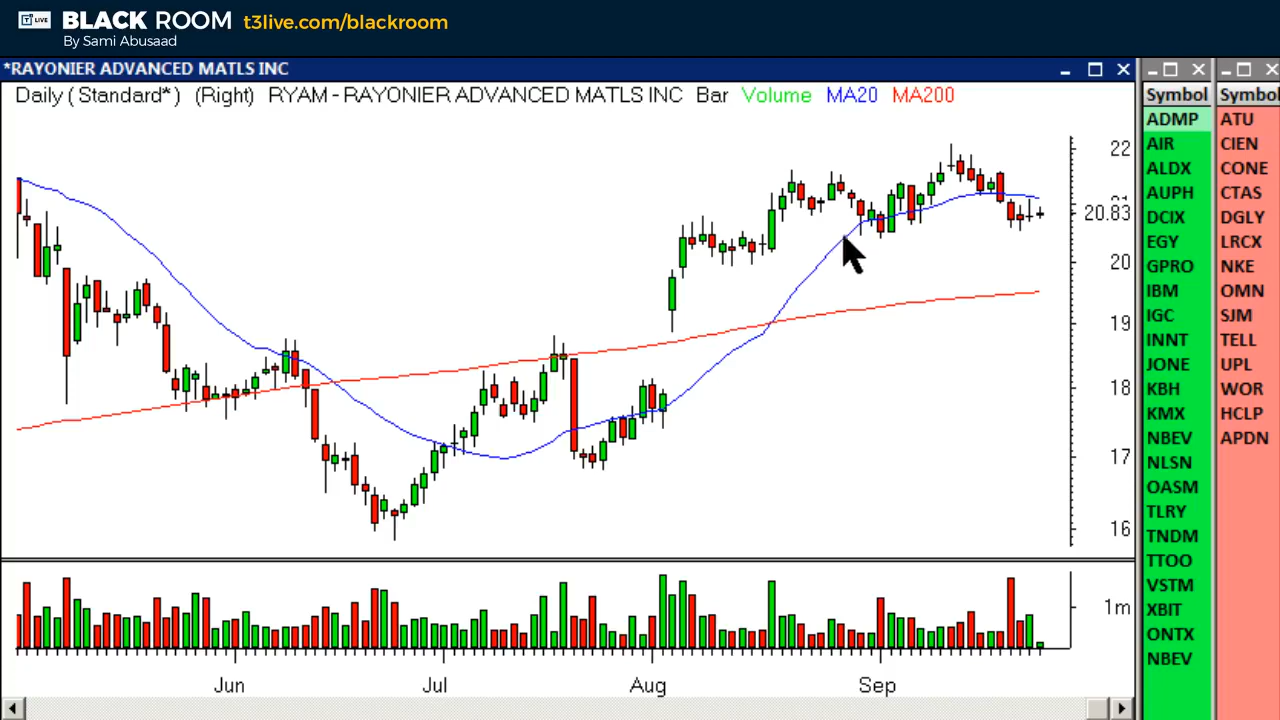 LIVE BLACK ROOM t3live.com/blackroom
By Sami Abusaad
*RAYONIER ADVANCED MATLS INC
Daily ( Standard* ) (Right) RYAM - RAYONIER ADVANCED MATLS INC Bar Volume MA20 MA200
22
20.83
20
19
18
17
16
1m
Jun Jul Aug Sep
Symbol
ADMP
AIR
ALDX
AUPH
DCIX
EGY
GPRO
IBM
IGC
INNT
JONE
KBH
KMX
NBEV
NLSN
OASM
TLRY
TNDM
TTOO
VSTM
XBIT
ONTX
NBEV
Symbol
ATU
CIEN
CONE
CTAS
DGLY
LRCX
NKE
OMN
SJM
TELL
UPL
WOR
HCLP
APDN